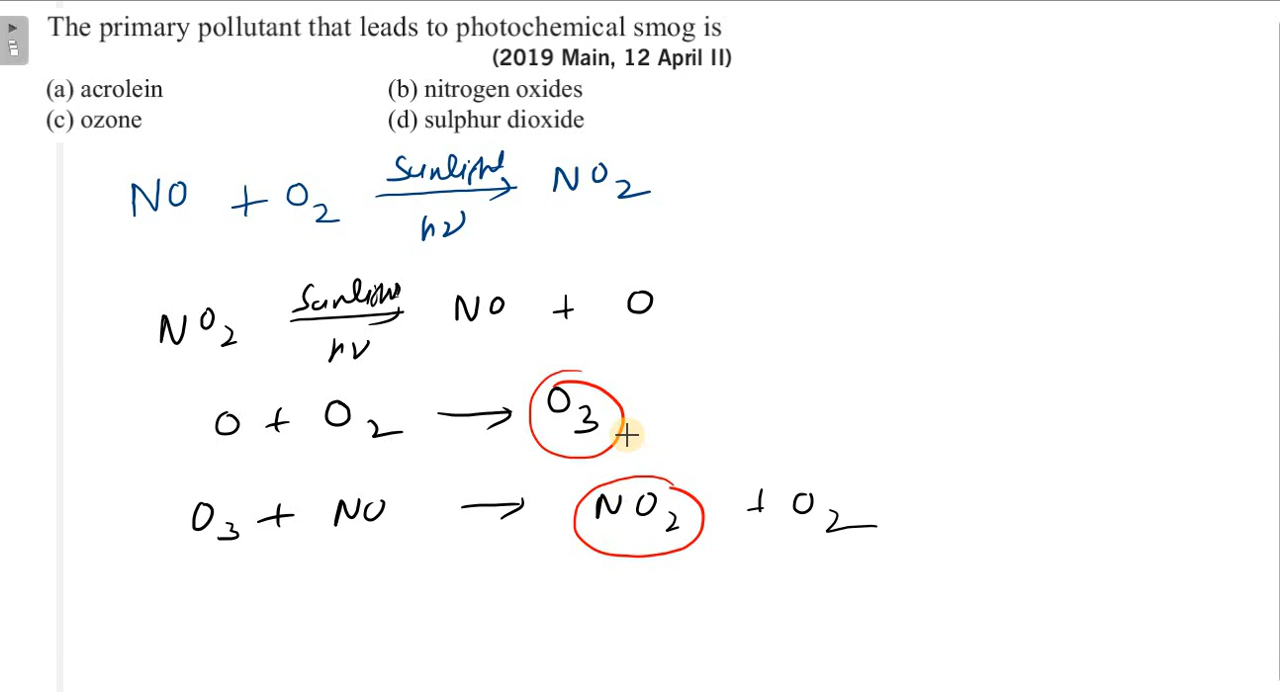 The primary pollutant that leads to photochemical smog is
(2019 Main, 12 April II)
(a) acrolein (b) nitrogen oxides
(c) ozone (d) sulphur dioxide
NO + O2 sunlight hν NO2
NO2 sunlight hν NO + O
O + O2 → O3
O3 + NO → NO2 + O2